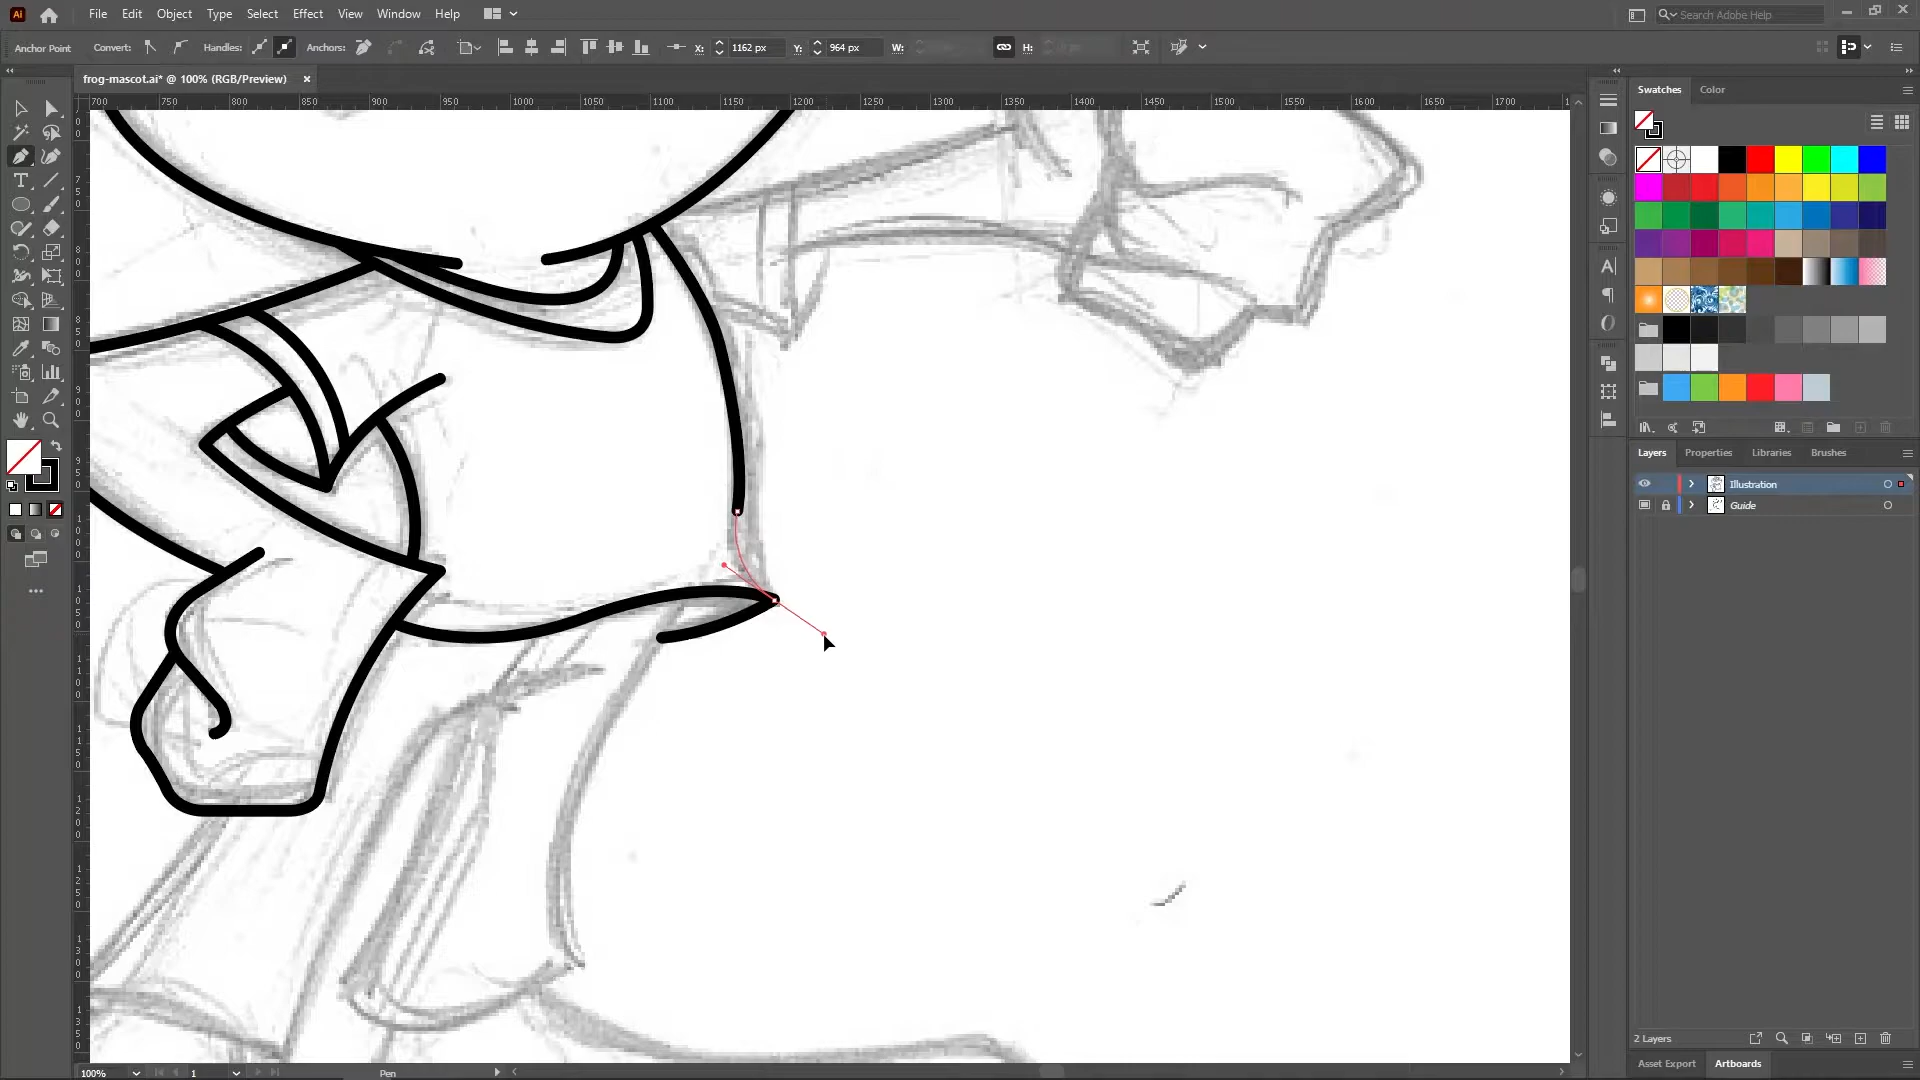 Ai File Edit Object Type Select Effect View Window Help Search Adobe Help
Anchor Point Convert: Handles: Anchors: X: 1162 px Y: 964 px W: H:
frog-mascot.ai* @ 100% (RGB/Preview) ×
700 750 800 850 900 950 1000 1050 1100 1150 1200 1250 1300 1350 1400 1450 1500 1550 1600 1650 1700
Swatches Color
Layers Properties Libraries Brushes
Illustration
Guide
2 Layers
Asset Export Artboards
100% 1 Pen